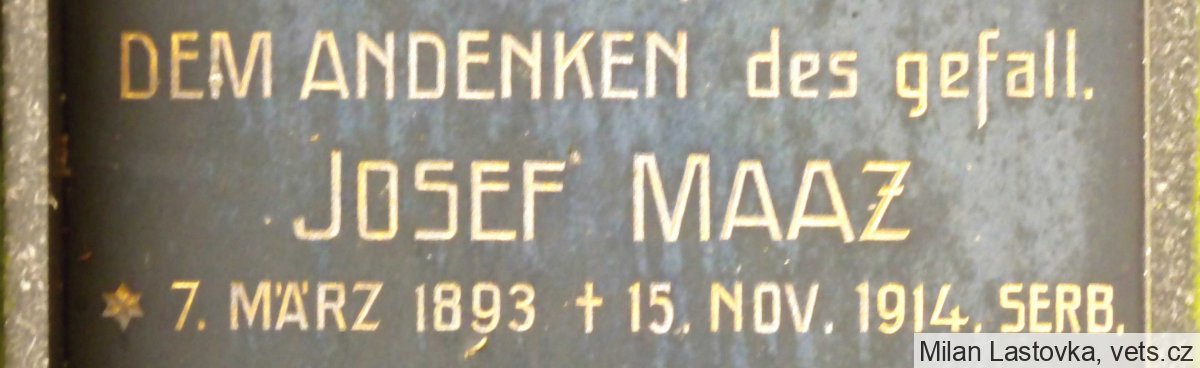 DEM ANDENKEN des gefall.
JOSEF MAAZ
* 7. MÄRZ 1893 † 15. NOV. 1914. SERB.
Milan Lastovka, vets.cz